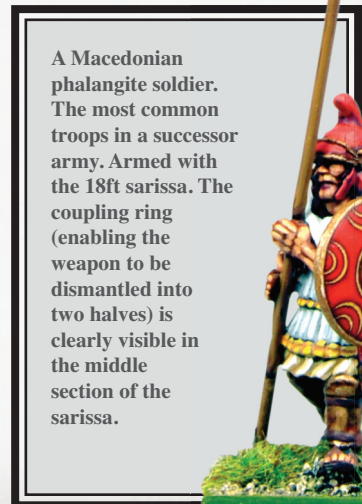 A Macedonian
phalangite soldier.
The most common
troops in a successor
army. Armed with
the 18ft sarissa. The
coupling ring
(enabling the
weapon to be
dismantled into
two halves) is
clearly visible in
the middle
section of the
sarissa.